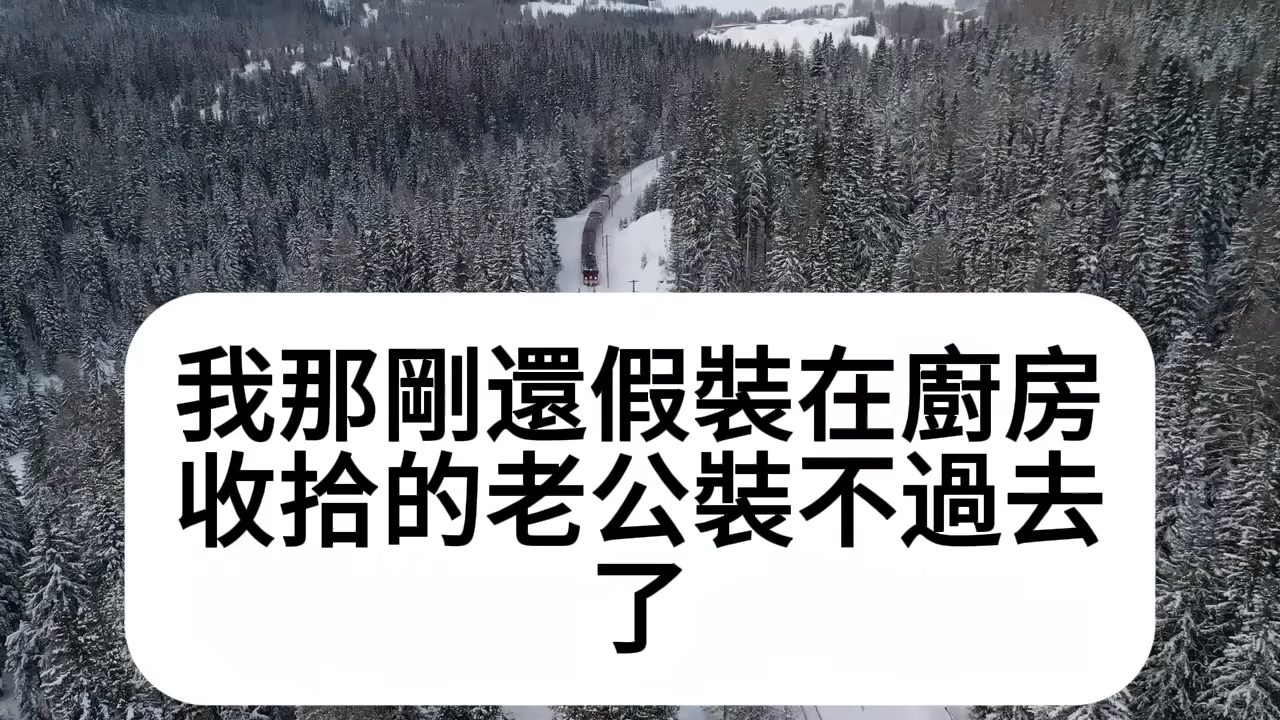 我那剛還假裝在廚房
收拾的老公裝不過去
了